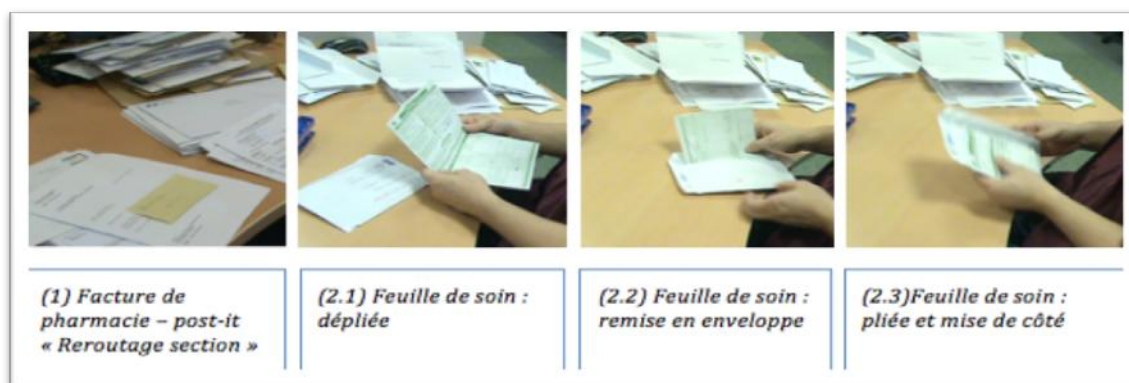 (1) Facture de
pharmacie – post-it
« Reroutage section »
(2.1) Feuille de soin :
dépliée
(2.2) Feuille de soin :
remise en enveloppe
(2.3)Feuille de soin :
pliée et mise de côté